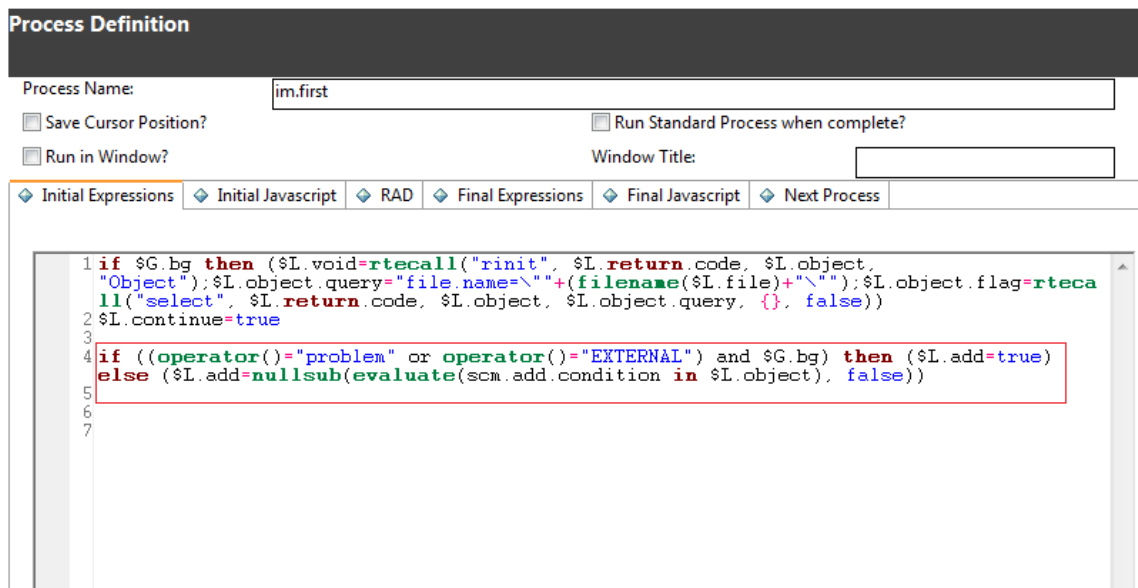 Process Definition
Process Name: im.first
Save Cursor Position? Run Standard Process when complete?
Run in Window? Window Title:
Initial Expressions Initial Javascript RAD Final Expressions Final Javascript Next Process
1 if $G.bg then ($L.void=rtecall("rinit", $L.return.code, $L.object,
"Object");$L.object.query="file.name=\""+(filename($L.file)+"\"");$L.object.flag=rteca
ll("select", $L.return.code, $L.object, $L.object.query, {}, false))
2 $L.continue=true
3
4 if ((operator()="problem" or operator()="EXTERNAL") and $G.bg) then ($L.add=true)
else ($L.add=nullsub(evaluate(scm.add.condition in $L.object), false))
5
6
7